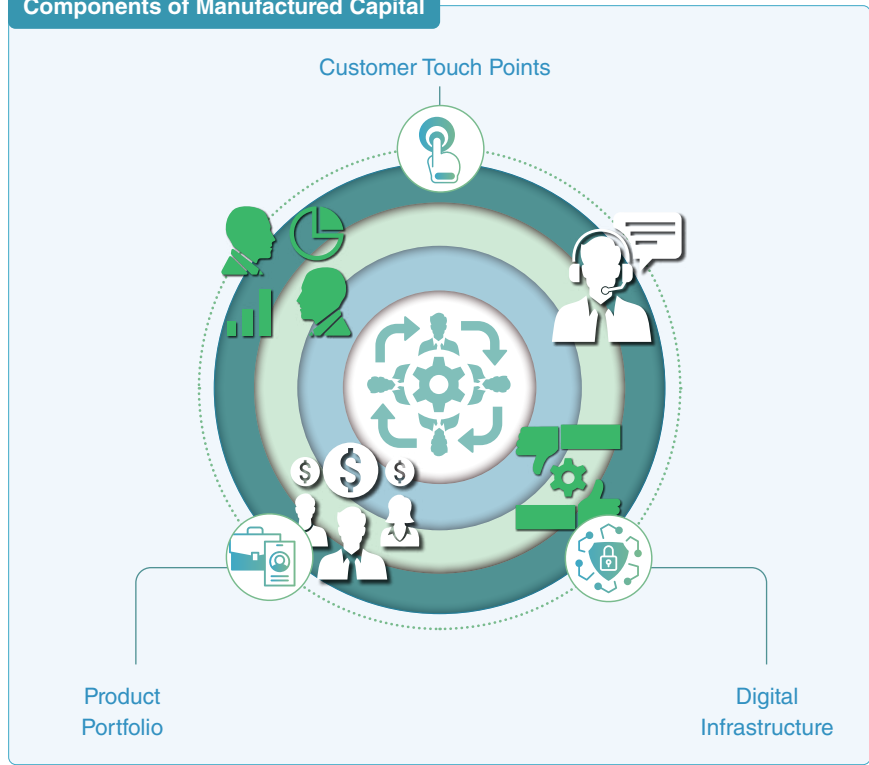 Components of Manufactured Capital
Customer Touch Points
$ $ $
Product
Portfolio
Digital
Infrastructure